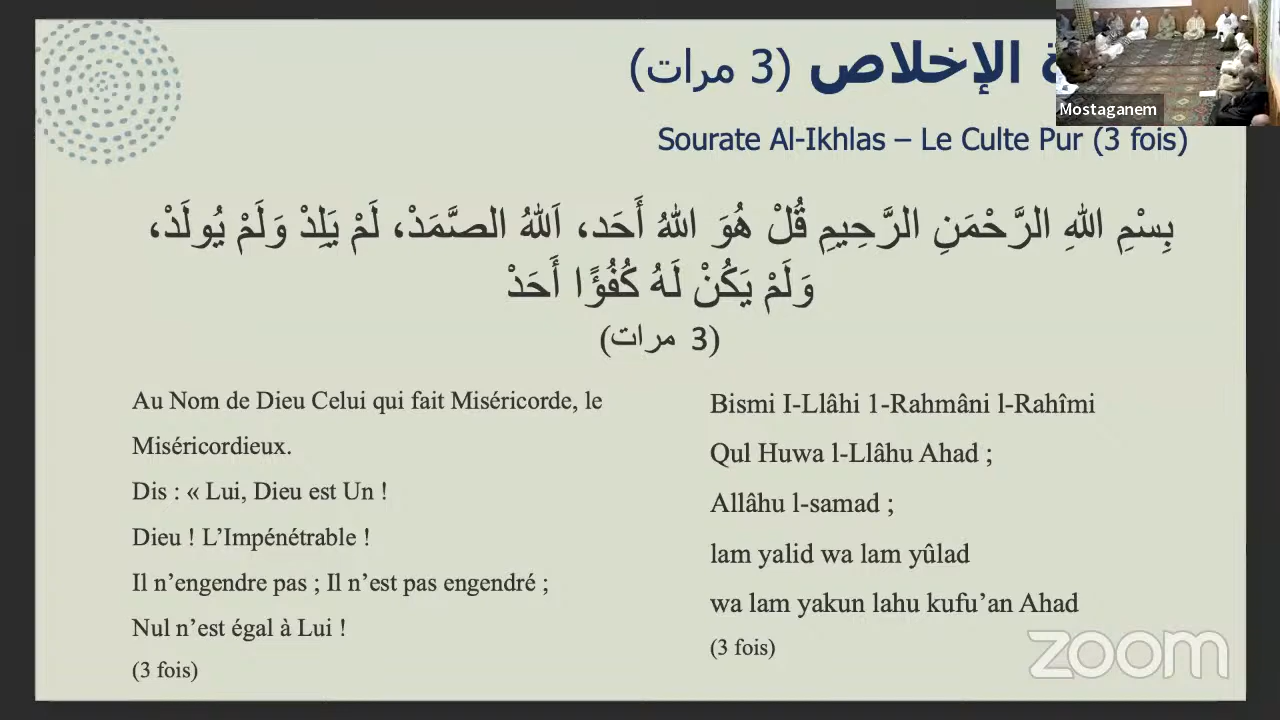 الإخلاص (3 مرات)
Mostaganem
Sourate Al-Ikhlas – Le Culte Pur (3 fois)
بِسْمِ اللهِ الرَّحْمَنِ الرَّحِيمِ قُلْ هُوَ اللهُ أَحَد، اَللهُ الصَّمَدْ، لَمْ يَلِدْ وَلَمْ يُولَدْ،
وَلَمْ يَكُنْ لَهُ كُفُؤًا أَحَدْ
(3 مرات)
Au Nom de Dieu Celui qui fait Miséricorde, le
Miséricordieux.
Dis : « Lui, Dieu est Un !
Dieu ! L’Impénétrable !
Il n’engendre pas ; Il n’est pas engendré ;
Nul n’est égal à Lui !
(3 fois)
Bismi I-Llâhi 1-Rahmâni l-Rahîmi
Qul Huwa l-Llâhu Ahad ;
Allâhu l-samad ;
lam yalid wa lam yûlad
wa lam yakun lahu kufu’an Ahad
(3 fois)
zoom